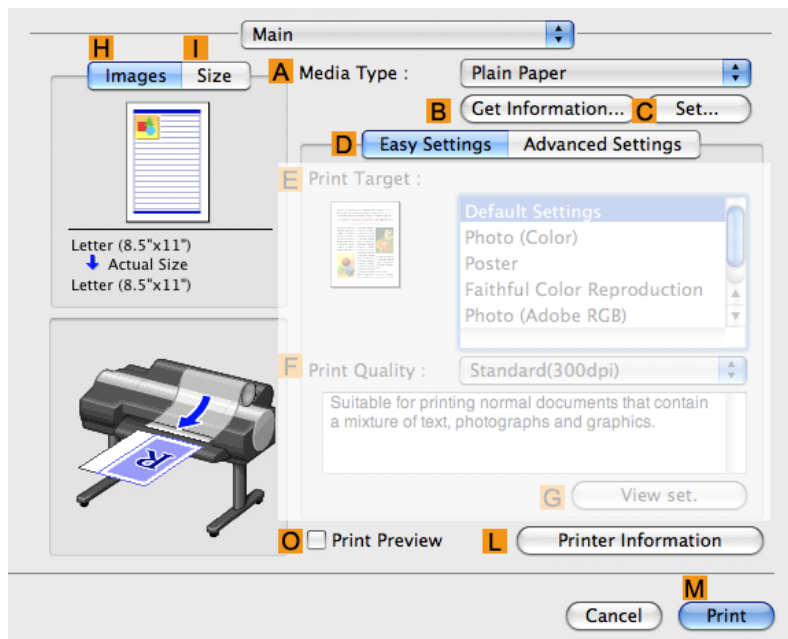 Main
H I
Images Size
A Media Type : Plain Paper
B Get Information... C Set...
D Easy Settings Advanced Settings
E Print Target :
Default Settings
Photo (Color)
Poster
Faithful Color Reproduction
Photo (Adobe RGB)
Letter (8.5"x11")
Actual Size
Letter (8.5"x11")
F Print Quality : Standard(300dpi)
Suitable for printing normal documents that contain
a mixture of text, photographs and graphics.
R
G View set.
O Print Preview L Printer Information
M
Cancel Print